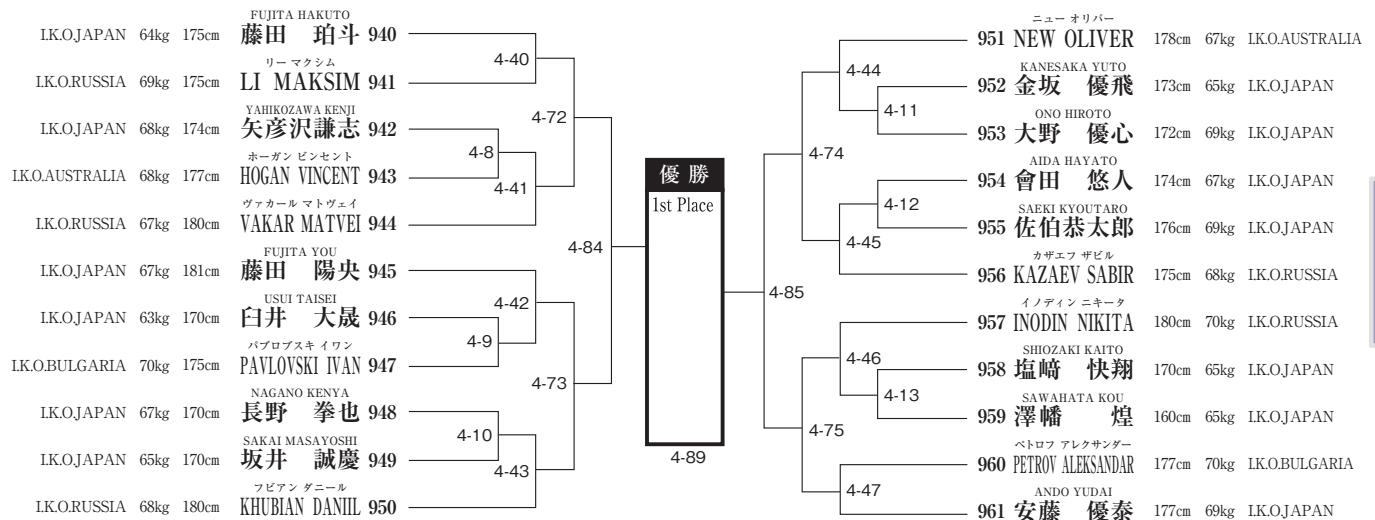 FUJITA HAKUTO
I.K.O.JAPAN 64kg 175cm 藤田 珀斗 940
リー マクシム
I.K.O.RUSSIA 69kg 175cm LI MAKSIM 941
YAHIKOZAWA KENJI
I.K.O.JAPAN 68kg 174cm 矢彦沢謙志 942
ホーガン ビンセント
I.K.O.AUSTRALIA 68kg 177cm HOGAN VINCENT 943
ヴァカール マトヴェイ
I.K.O.RUSSIA 67kg 180cm VAKAR MATVEI 944
FUJITA YOU
I.K.O.JAPAN 67kg 181cm 藤田 陽央 945
USUI TAISEI
I.K.O.JAPAN 63kg 170cm 臼井 大晟 946
パブロブスキ イワン
I.K.O.BULGARIA 70kg 175cm PAVLOVSKI IVAN 947
NAGANO KENYA
I.K.O.JAPAN 67kg 170cm 長野 拳也 948
SAKAI MASAYOSHI
I.K.O.JAPAN 65kg 170cm 坂井 誠慶 949
フビアン ダニール
I.K.O.RUSSIA 68kg 180cm KHUBIAN DANIIL 950
4-40
4-8
4-41
4-72
4-42
4-9
4-10
4-43
4-73
4-84
優勝
1st Place
4-89
4-85
4-74
4-44
4-11
4-12
4-45
4-75
4-46
4-13
4-47
ニュー オリバー
951 NEW OLIVER 178cm 67kg I.K.O.AUSTRALIA
KANESAKA YUTO
952 金坂 優飛 173cm 65kg I.K.O.JAPAN
ONO HIROTO
953 大野 優心 172cm 69kg I.K.O.JAPAN
AIDA HAYATO
954 會田 悠人 174cm 67kg I.K.O.JAPAN
SAEKI KYOUTARO
955 佐伯恭太郎 176cm 69kg I.K.O.JAPAN
カザエフ ザビル
956 KAZAEV SABIR 175cm 68kg I.K.O.RUSSIA
イノディン ニキータ
957 INODIN NIKITA 180cm 70kg I.K.O.RUSSIA
SHIOZAKI KAITO
958 塩﨑 快翔 170cm 65kg I.K.O.JAPAN
SAWAHATA KOU
959 澤幡 煌 160cm 65kg I.K.O.JAPAN
ペトロフ アレクサンダー
960 PETROV ALEKSANDAR 177cm 70kg I.K.O.BULGARIA
ANDO YUDAI
961 安藤 優泰 177cm 69kg I.K.O.JAPAN